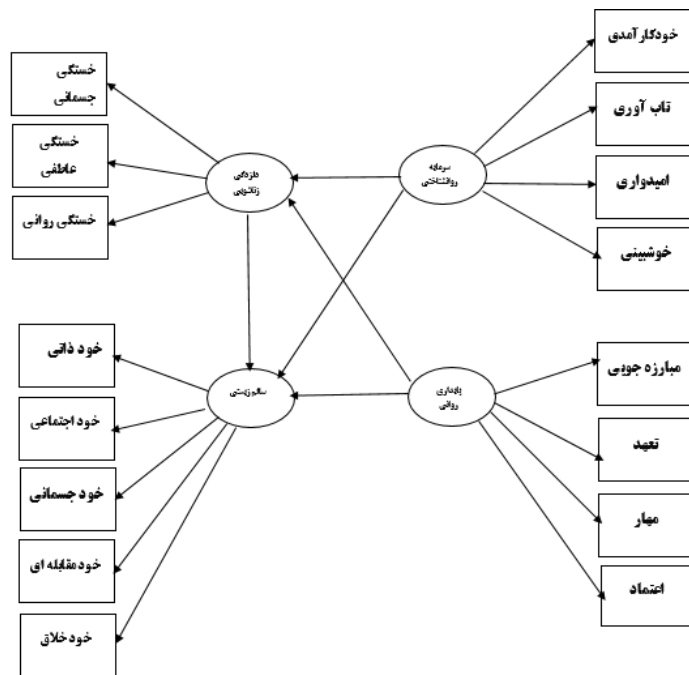 خودکارآمدی
تاب آوری
امیدواری
خوشبینی
سرمایه
روانشناختی
دلزدگی
زناشویی
خستگی
جسمانی
خستگی
عاطفی
خستگی روانی
مبارزه جویی
تعهد
مهار
اعتماد
پایداری
روانی
سالم زیستی
خود ذاتی
خود اجتماعی
خود جسمانی
خود مقابله ای
خود خلاق